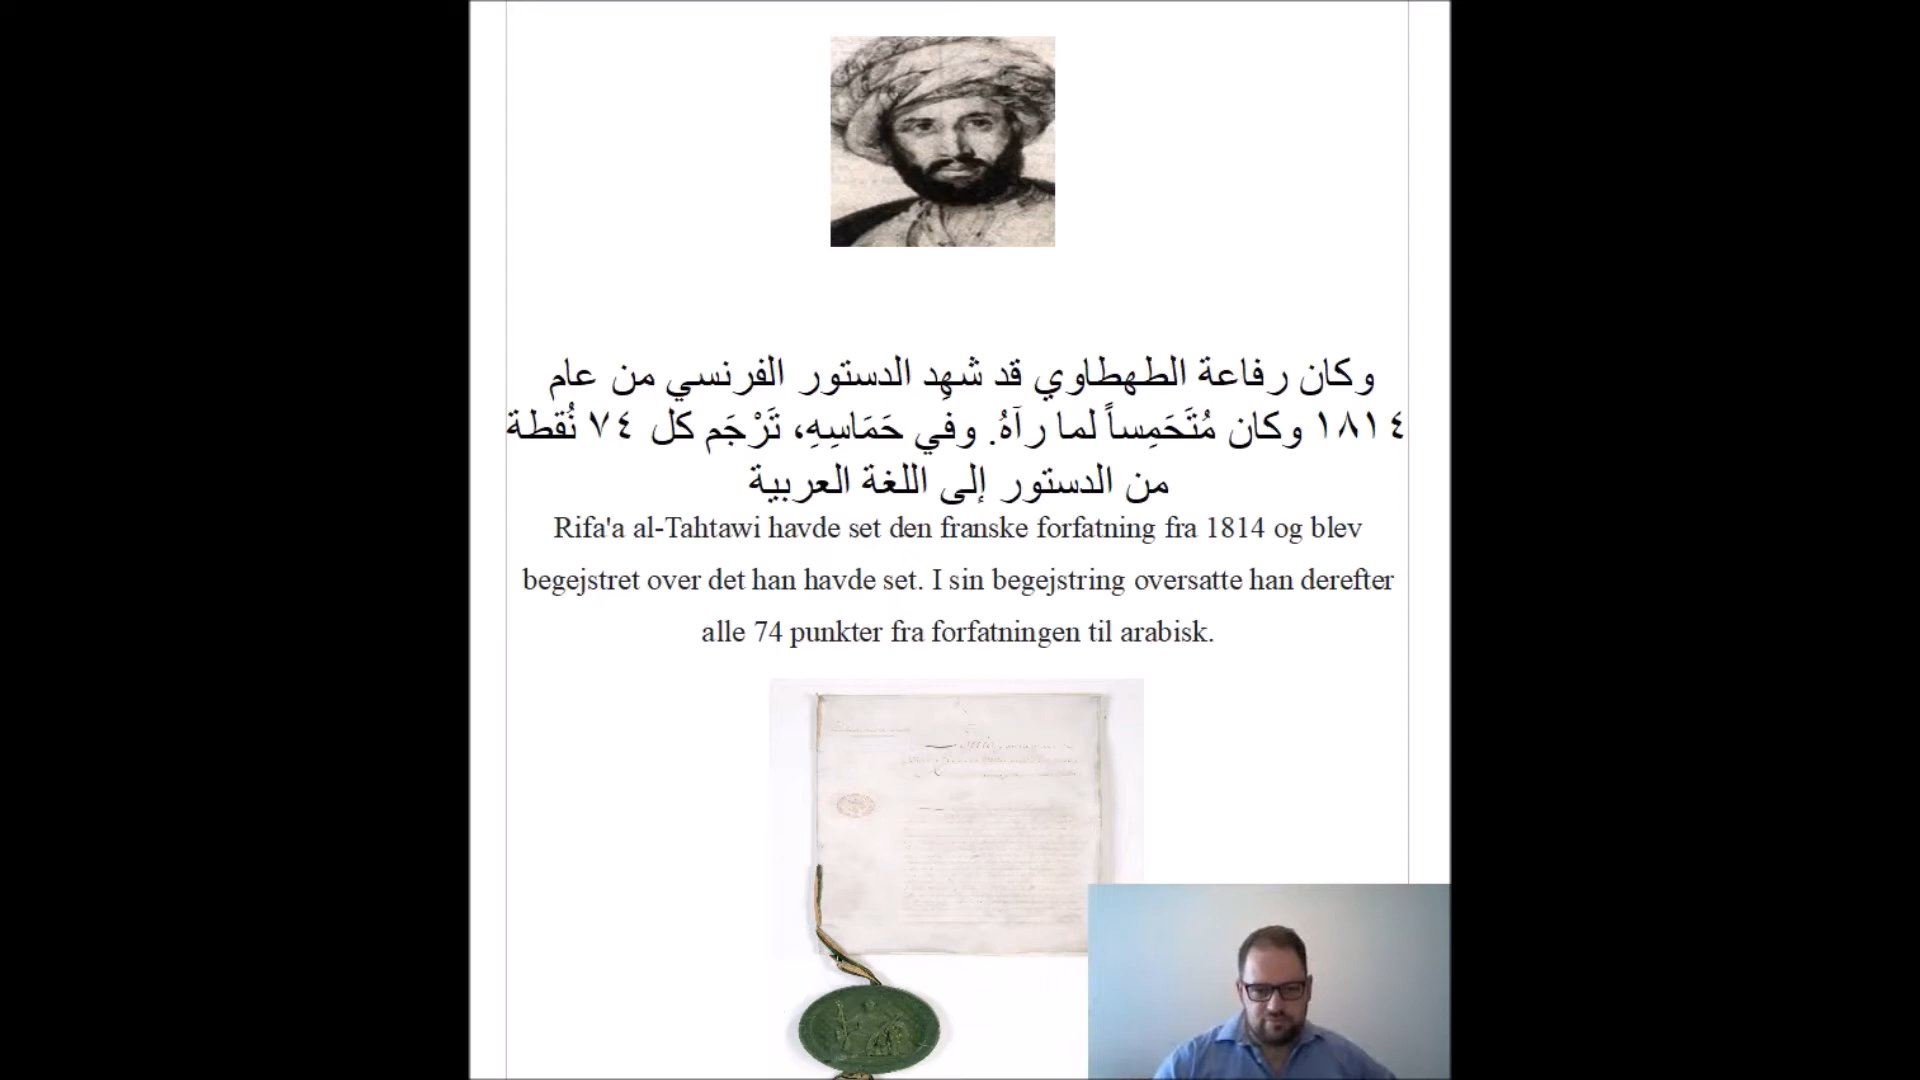 وكان رفاعة الطهطاوي قد شهِد الدستور الفرنسي من عام
١٨١٤ وكان مُتَحَمِساً لما رآهُ. وفي حَمَاسِهِ، تَرْجَم كل ٧٤ نُقطة
من الدستور إلى اللغة العربية
Rifa'a al-Tahtawi havde set den franske forfatning fra 1814 og blev
begejstret over det han havde set. I sin begejstring oversatte han derefter
alle 74 punkter fra forfatningen til arabisk.